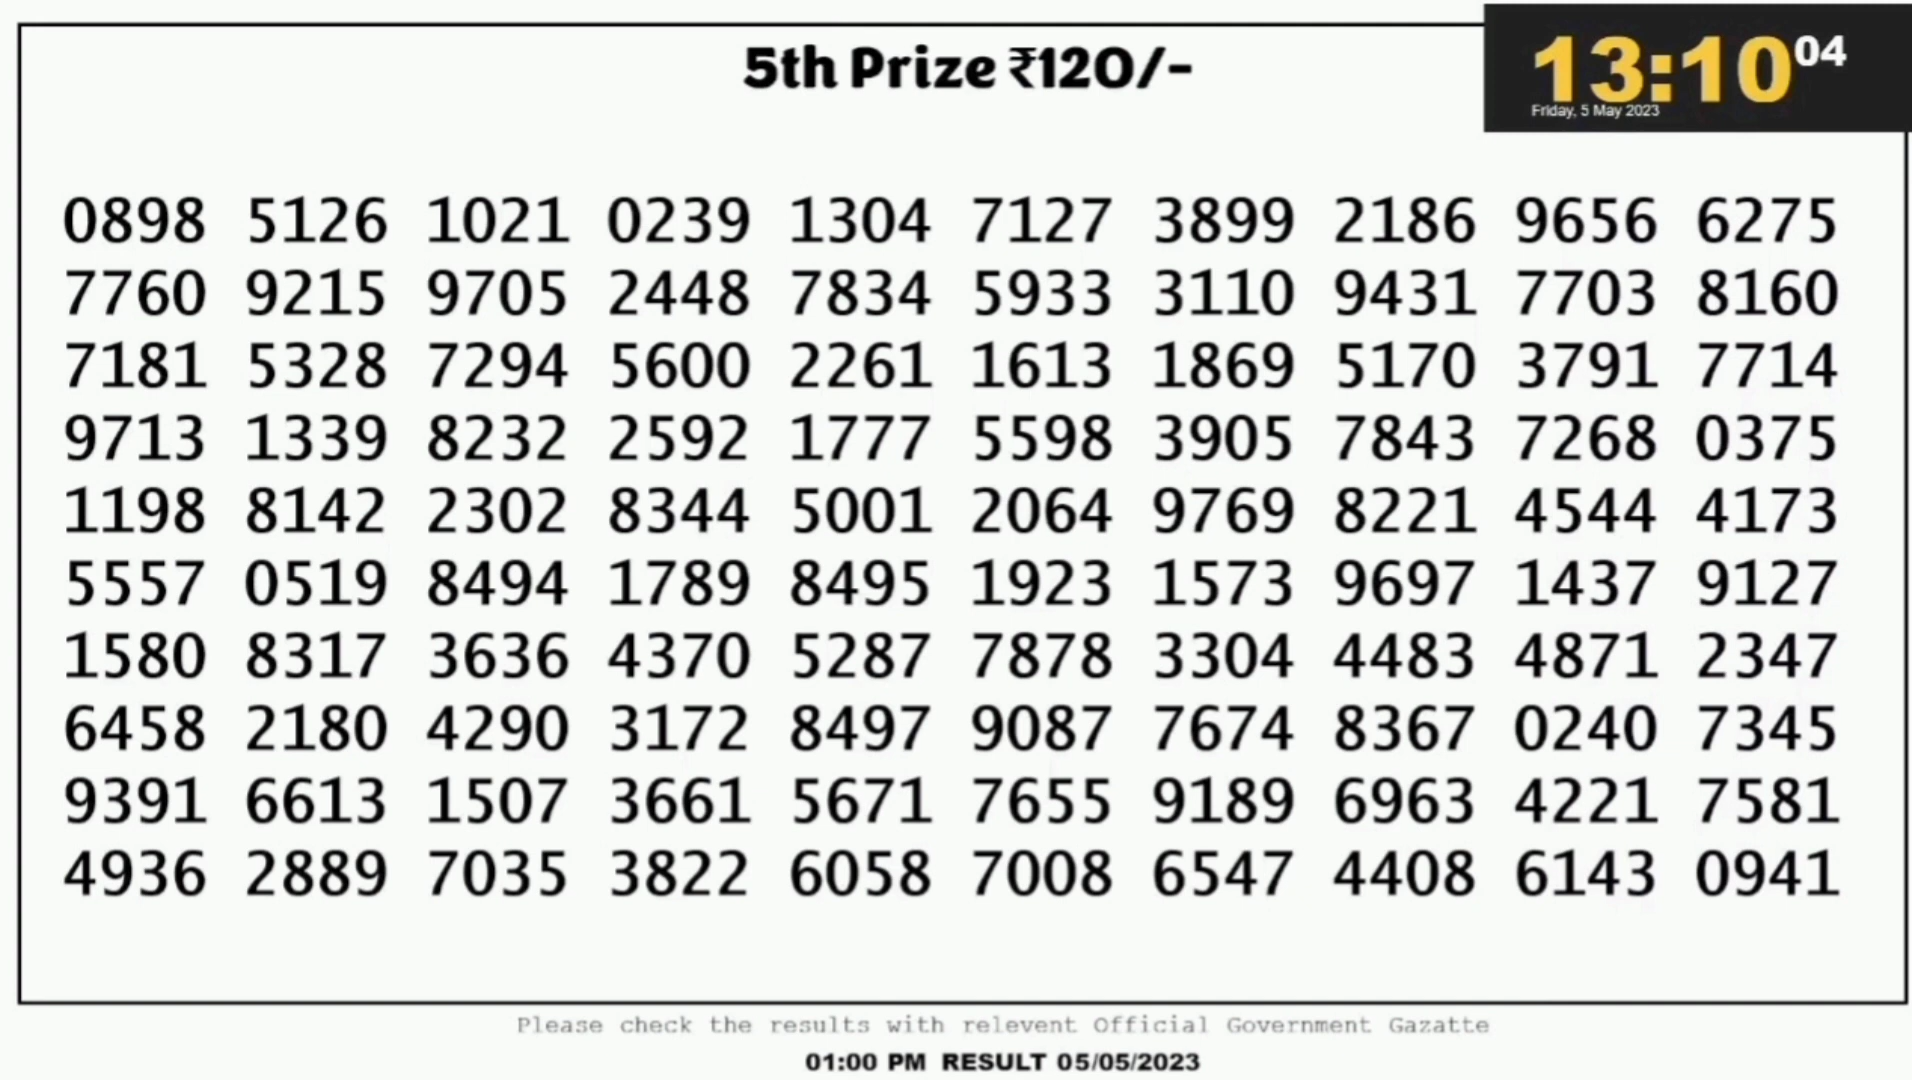 5th Prize ₹120/-
13:10 04
Friday, 5 May 2023
0898 5126 1021 0239 1304 7127 3899 2186 9656 6275
7760 9215 9705 2448 7834 5933 3110 9431 7703 8160
7181 5328 7294 5600 2261 1613 1869 5170 3791 7714
9713 1339 8232 2592 1777 5598 3905 7843 7268 0375
1198 8142 2302 8344 5001 2064 9769 8221 4544 4173
5557 0519 8494 1789 8495 1923 1573 9697 1437 9127
1580 8317 3636 4370 5287 7878 3304 4483 4871 2347
6458 2180 4290 3172 8497 9087 7674 8367 0240 7345
9391 6613 1507 3661 5671 7655 9189 6963 4221 7581
4936 2889 7035 3822 6058 7008 6547 4408 6143 0941
Please check the results with relevent Official Government Gazatte
01:00 PM RESULT 05/05/2023